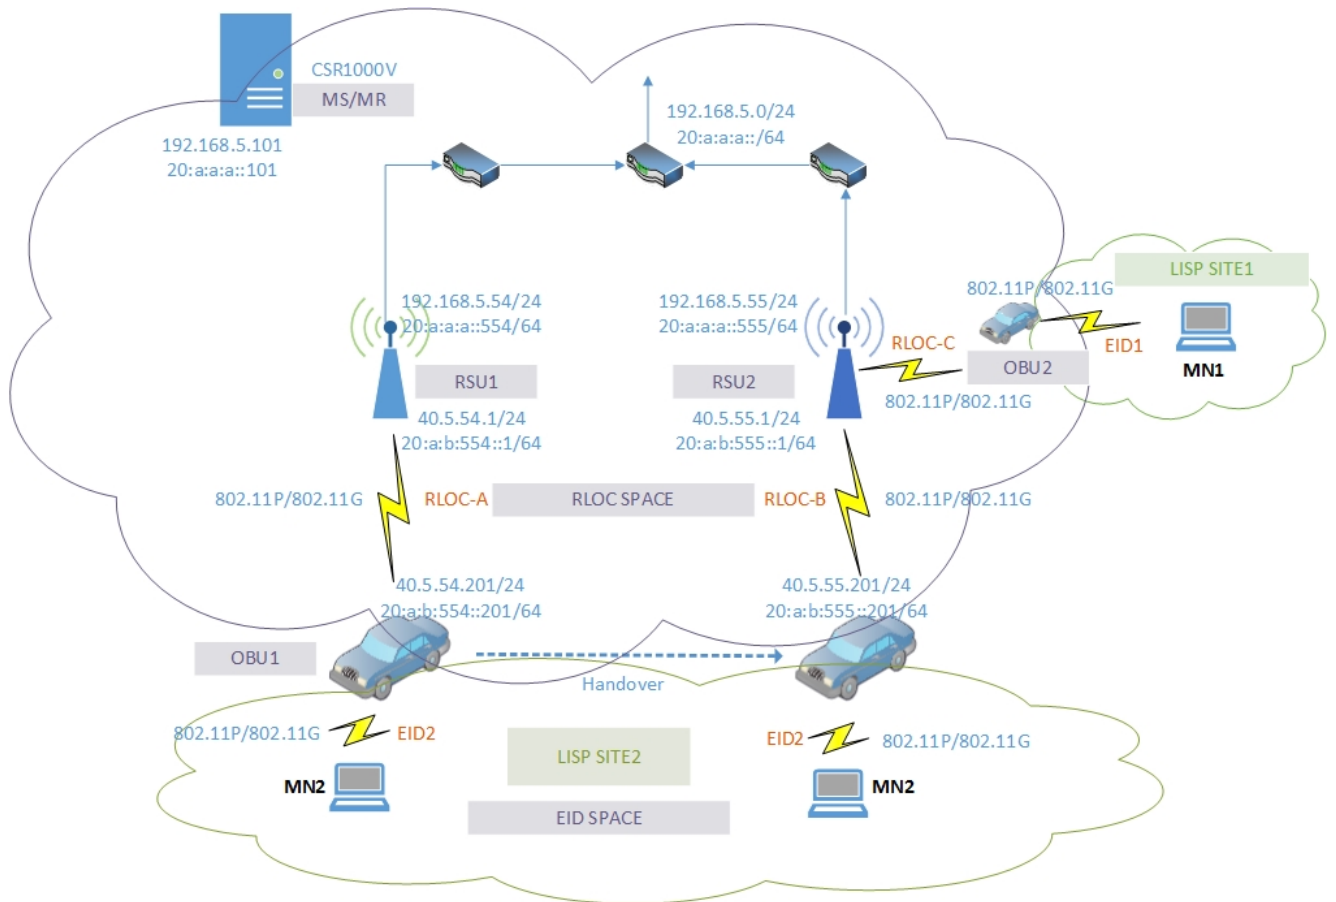 CSR1000V
MS/MR
192.168.5.101
20:a:a:a::101
192.168.5.0/24
20:a:a:a::/64
192.168.5.54/24
20:a:a:a::554/64
RSU1
40.5.54.1/24
20:a:b:554::1/64
192.168.5.55/24
20:a:a:a::555/64
RSU2
40.5.55.1/24
20:a:b:555::1/64
LISP SITE1
802.11P/802.11G
RLOC-C
EID1
OBU2
MN1
802.11P/802.11G
802.11P/802.11G
RLOC-A
RLOC SPACE
RLOC-B
802.11P/802.11G
40.5.54.201/24
20:a:b:554::201/64
40.5.55.201/24
20:a:b:555::201/64
OBU1
Handover
802.11P/802.11G
EID2
EID2
802.11P/802.11G
LISP SITE2
MN2
MN2
EID SPACE